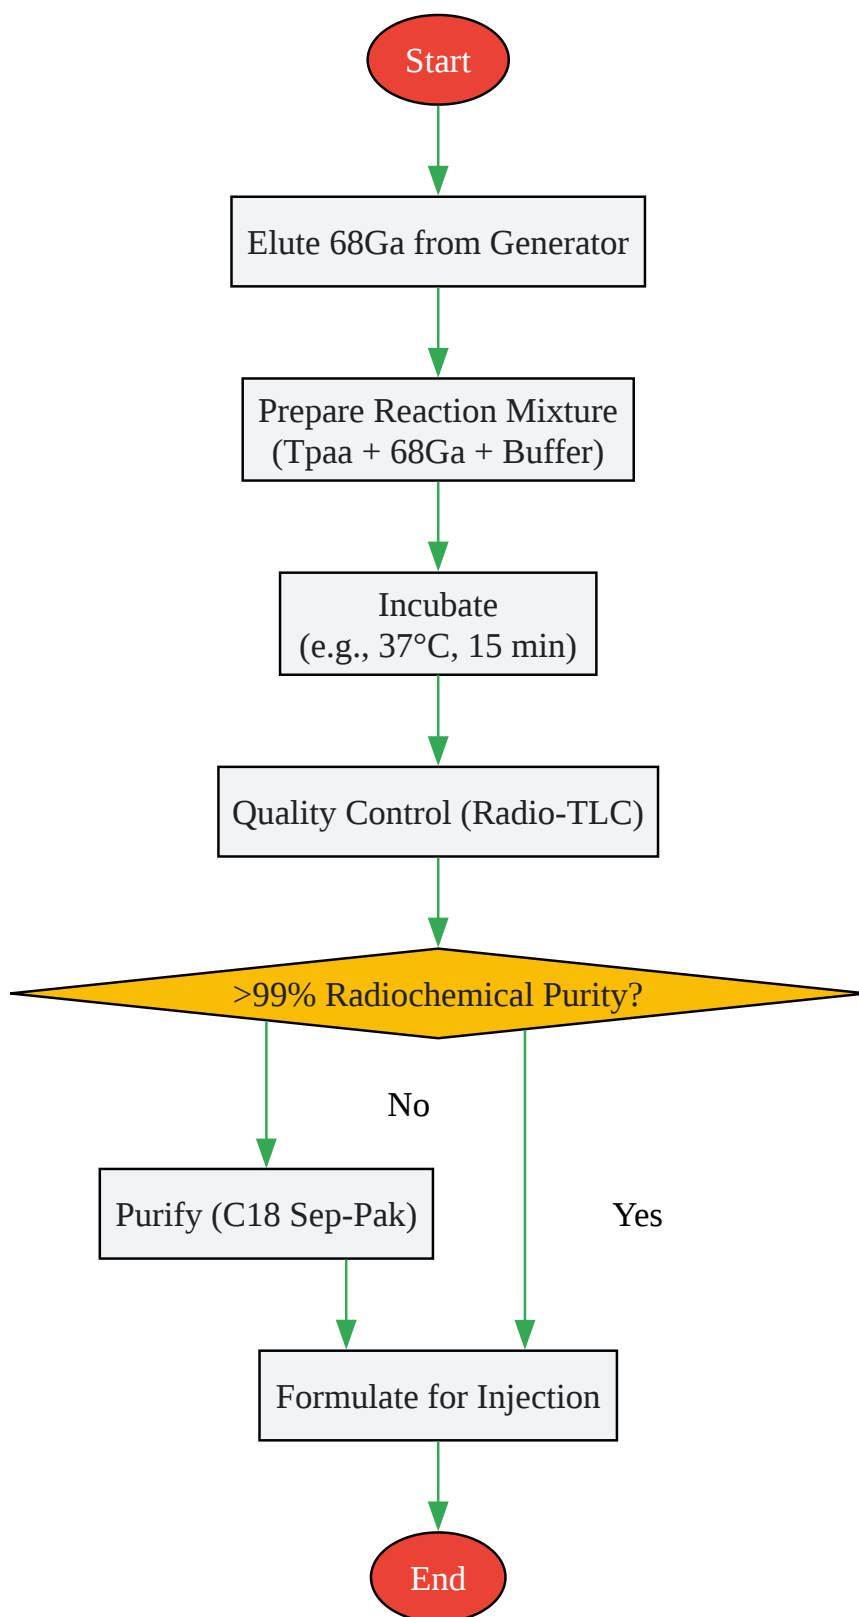 Start
Elute 68Ga from Generator
Prepare Reaction Mixture
(Tpaa + 68Ga + Buffer)
Incubate
(e.g., 37°C, 15 min)
Quality Control (Radio-TLC)
>99% Radiochemical Purity?
No
Purify (C18 Sep-Pak)
Yes
Formulate for Injection
End